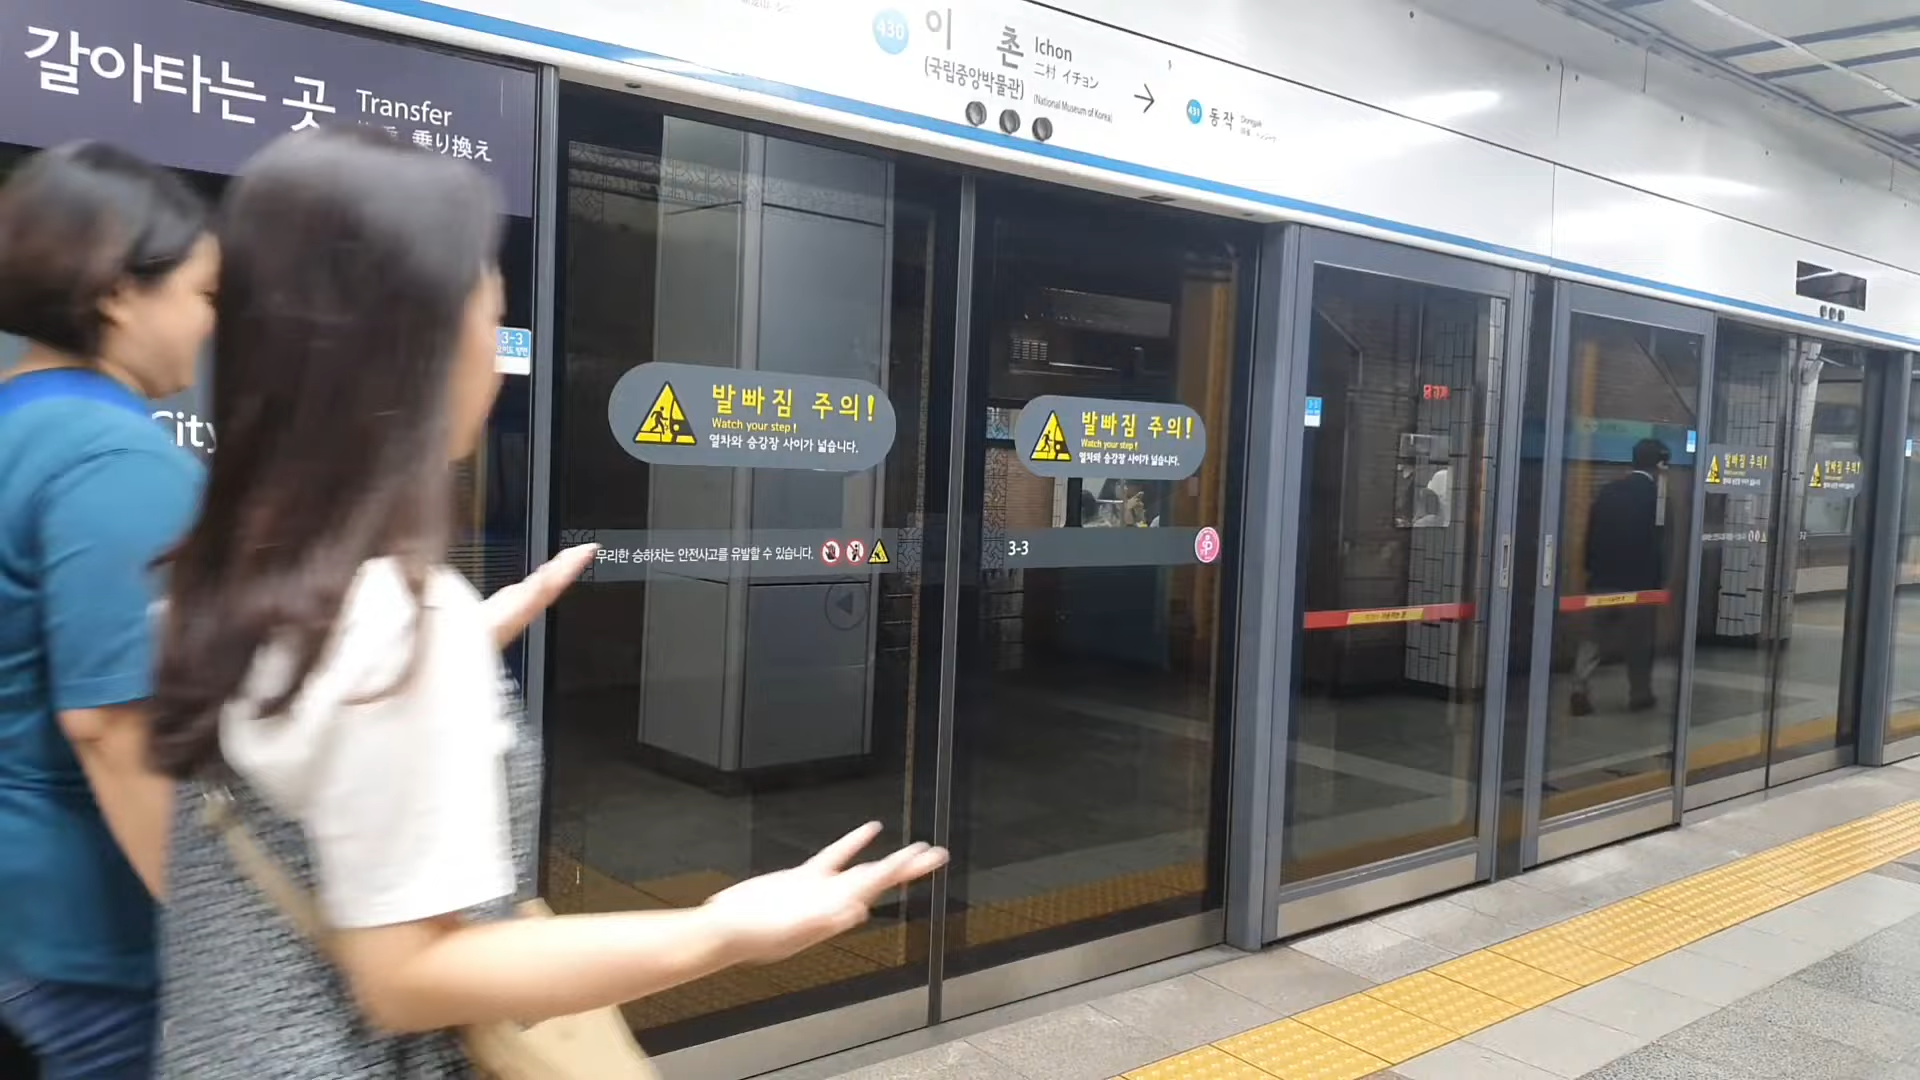 갈아타는 곳
Transfer
乗り換え
430
이 촌
(국립중앙박물관)
Ichon
二村 イチョン
(National Museum of Korea)
→
431
동작
Dongjak
City
3-3
발빠짐 주의!
Watch your step !
열차와 승강장 사이가 넓습니다.
발빠짐 주의!
Watch your step !
열차와 승강장 사이가 넓습니다.
무리한 승하차는 안전사고를 유발할 수 있습니다.
3-3
발빠짐 주의!
발빠짐 주의!